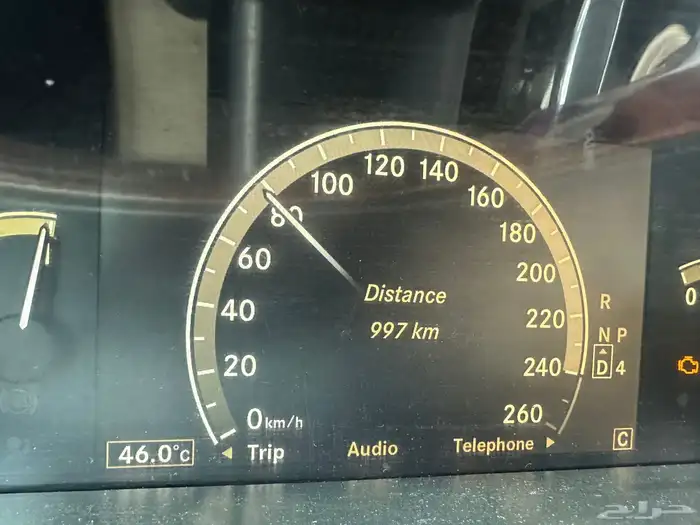 0 km/h
20
40
60
80
100
120
140
160
180
200
220
240
260
Distance
997 km
R
N P
D 4
C
0
46.0°C
Trip
Audio
Telephone
حراج